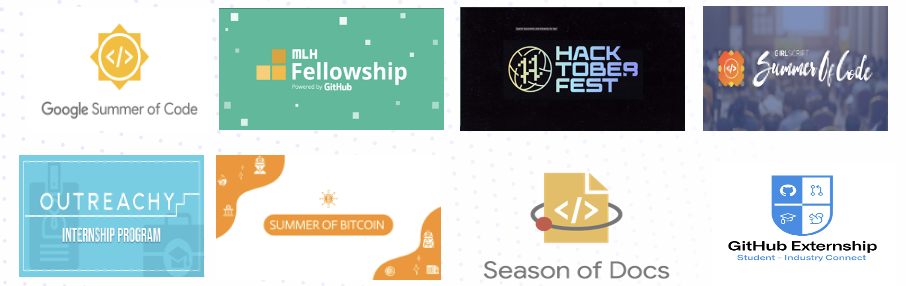 Google Summer of Code
MLH
Fellowship
Powered by GitHub
HACK
TOBER
FEST
GIRLSCRIPT
Summer Of Code
OUTREACHY
INTERNSHIP PROGRAM
SUMMER OF BITCOIN
Season of Docs
GitHub Externship
Student - Industry Connect